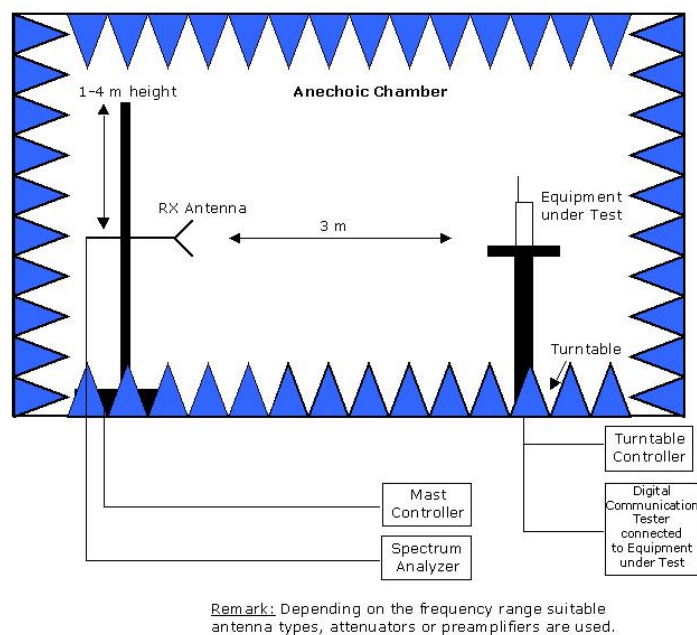 1-4 m height
Anechoic Chamber
RX Antenna
3 m
Equipment
under Test
Turntable
Turntable
Controller
Mast
Controller
Digital
Communication
Tester
connected
to Equipment
under Test
Spectrum
Analyzer
Remark: Depending on the frequency range suitable
antenna types, attenuators or preamplifiers are used.